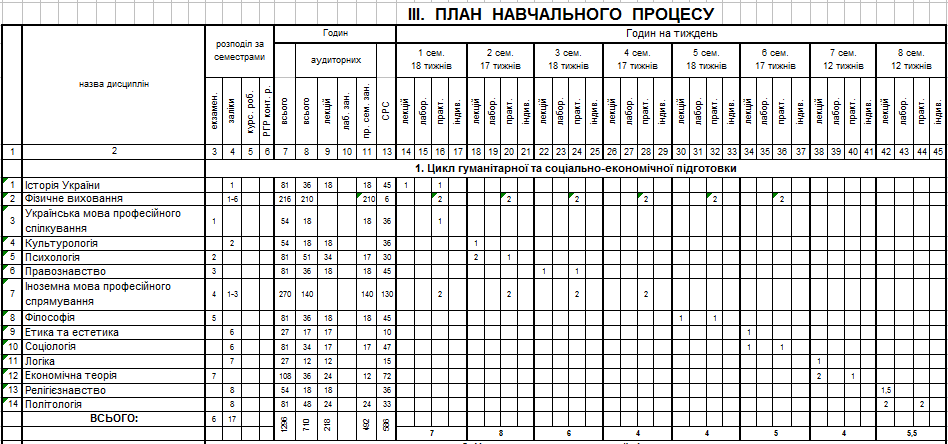 III. ПЛАН НАВЧАЛЬНОГО ПРОЦЕСУ
назва дисциплін розподіл за семестрами Годин Годин на тиждень
аудиторних 1 сем. 2 сем. 3 сем. 4 сем. 5 сем. 6 сем. 7 сем. 8 сем.
18 тижнів 17 тижнів 18 тижнів 17 тижнів 18 тижнів 17 тижнів 12 тижнів 12 тижнів
екзамен. заліки курс. роб. РГР конт. р. всього всього лекцій лаб. зан. пр. сем. зан. СРС лекцій лабор. практ. індив. лекцій лабор. практ. індив. лекцій лабор. практ. індив. лекцій лабор. практ. індив. лекцій лабор. практ. індив. лекцій лабор. практ. індив. лекцій лабор. практ. індив. лекцій лабор. практ. індив.
1 2 3 4 5 6 7 8 9 10 11 13 14 15 16 17 18 19 20 21 22 23 24 25 26 27 28 29 30 31 32 33 34 35 36 37 38 39 40 41 42 43 44 45
1. Цикл гуманітарної та соціально-економічної підготовки
1 Історія України 1 81 36 18 18 45 1 1
2 Фізичне виховання 1-6 216 210 210 6 2 2 2 2 2 2
3 Українська мова професійного спілкування 1 54 18 18 36 1
4 Культурологія 2 54 18 18 36 1
5 Психологія 2 81 51 34 17 30 2 1
6 Правознавство 3 81 36 18 18 45 1 1
7 Іноземна мова професійного спрямування 4 1-3 270 140 140 130 2 2 2 2
8 Філософія 5 81 36 18 18 45 1 1
9 Етика та естетика 6 27 17 17 10 1
10 Соціологія 6 81 34 17 17 47 1 1
11 Логіка 7 27 12 12 15 1
12 Економічна теорія 7 108 36 24 12 72 2 1
13 Релігієзнавство 8 54 18 18 36 1,5
14 Політологія 8 81 48 24 24 33 2 2
ВСЬОГО: 6 17 1296 710 218 492 586
7 8 6 4 4 5 4 5,5